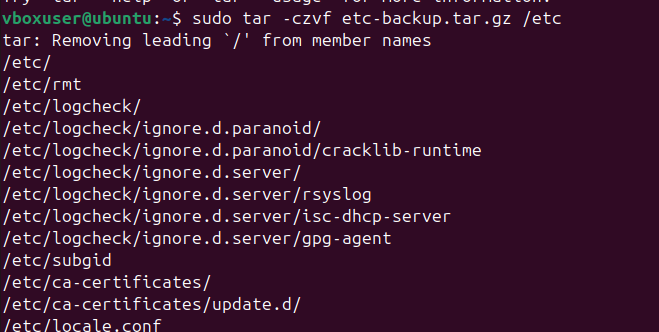 vboxuser@ubuntu:~$ sudo tar -czvf etc-backup.tar.gz /etc
tar: Removing leading `/' from member names
/etc/
/etc/rmt
/etc/logcheck/
/etc/logcheck/ignore.d.paranoid/
/etc/logcheck/ignore.d.paranoid/cracklib-runtime
/etc/logcheck/ignore.d.server/
/etc/logcheck/ignore.d.server/rsyslog
/etc/logcheck/ignore.d.server/isc-dhcp-server
/etc/logcheck/ignore.d.server/gpg-agent
/etc/subgid
/etc/ca-certificates/
/etc/ca-certificates/update.d/
/etc/locale.conf